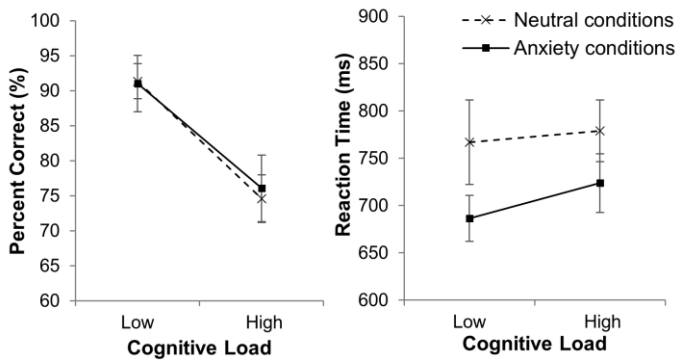 Percent Correct (%)
100
95
90
85
80
75
70
65
60
Low
High
Cognitive Load
Reaction Time (ms)
900
850
800
750
700
650
600
Neutral conditions
Anxiety conditions
Low
High
Cognitive Load